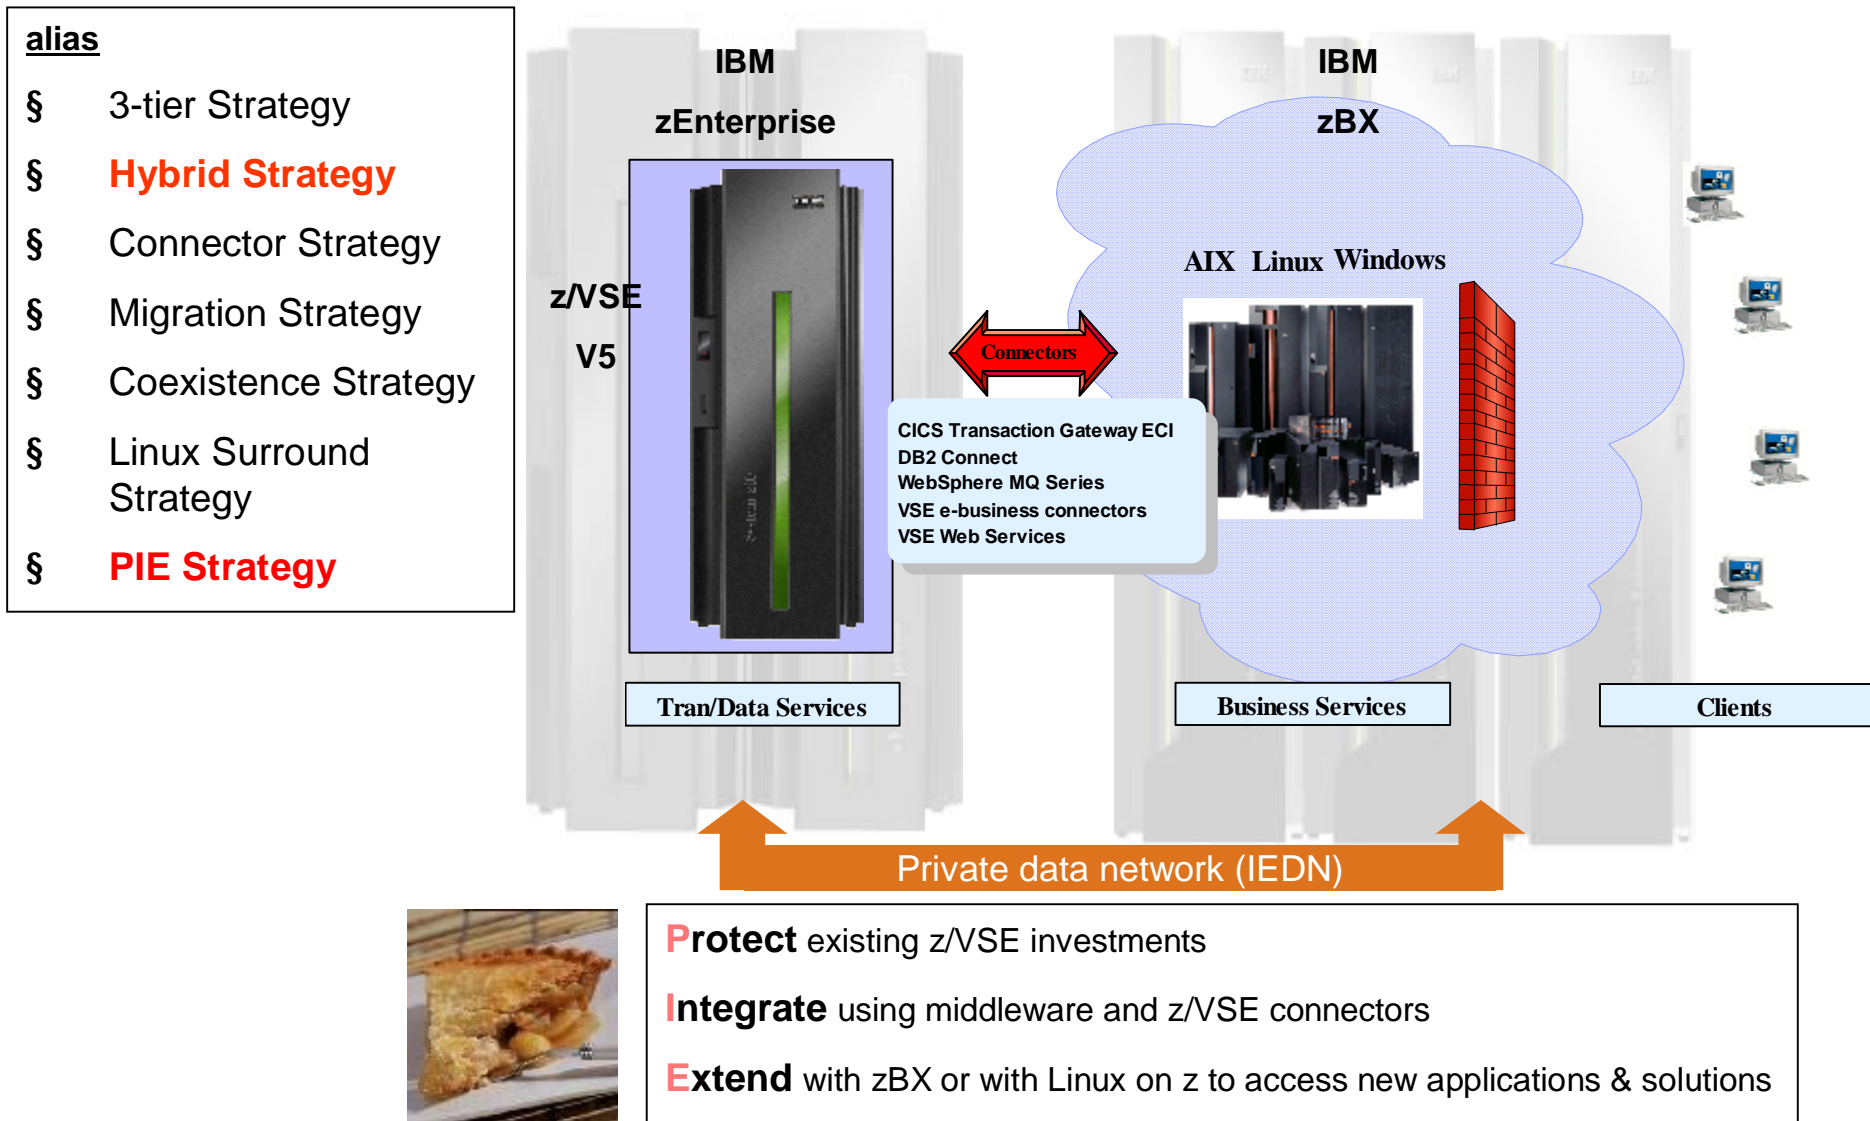 alias
§ 3-tier Strategy
§ Hybrid Strategy
§ Connector Strategy
§ Migration Strategy
§ Coexistence Strategy
§ Linux Surround
Strategy
§ PIE Strategy
IBM
zEnterprise
z/VSE
V5
Connectors
CICS Transaction Gateway ECI
DB2 Connect
WebSphere MQ Series
VSE e-business connectors
VSE Web Services
Tran/Data Services
IBM
zBX
AIX Linux Windows
Business Services
Clients
Private data network (IEDN)
Protect existing z/VSE investments
Integrate using middleware and z/VSE connectors
Extend with zBX or with Linux on z to access new applications & solutions